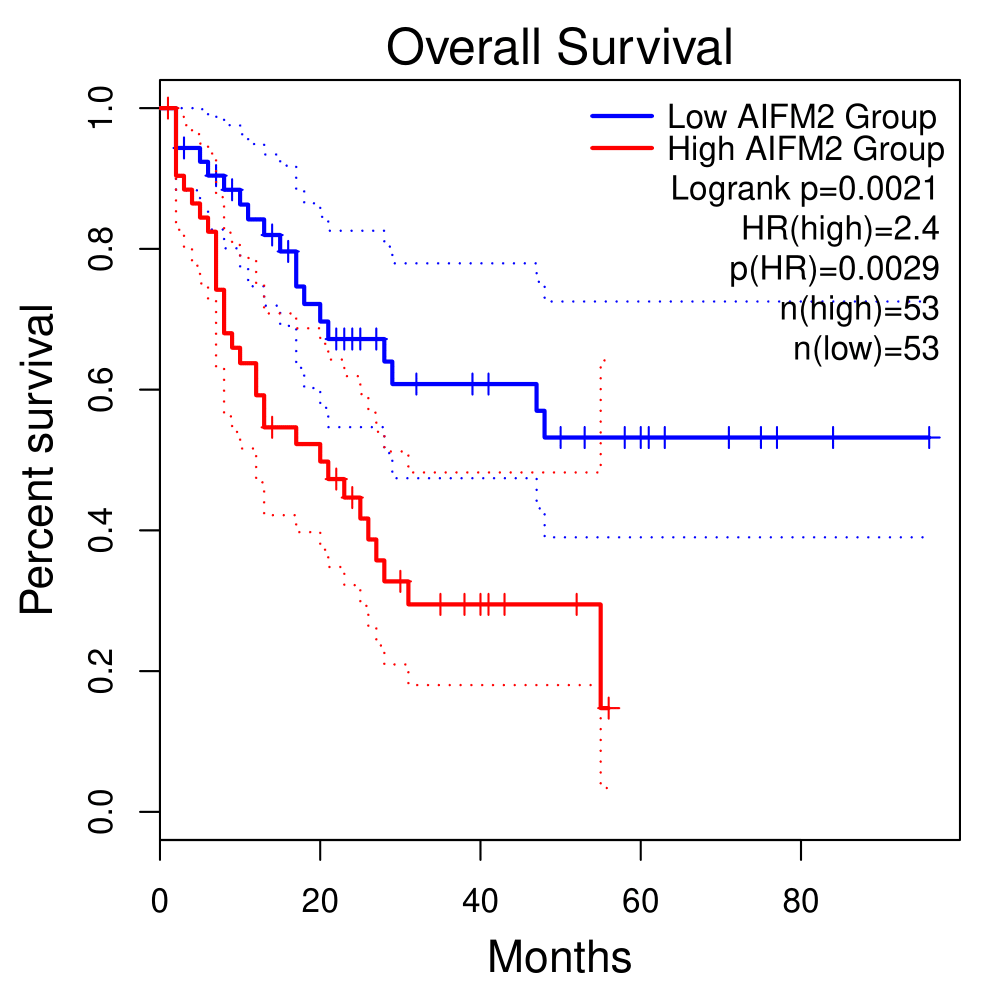 Overall Survival
Low AIFM2 Group
High AIFM2 Group
Logrank p=0.0021
HR(high)=2.4
p(HR)=0.0029
n(high)=53
n(low)=53
Percent survival
1.0
0.8
0.6
0.4
0.2
0.0
0 20 40 60 80
Months